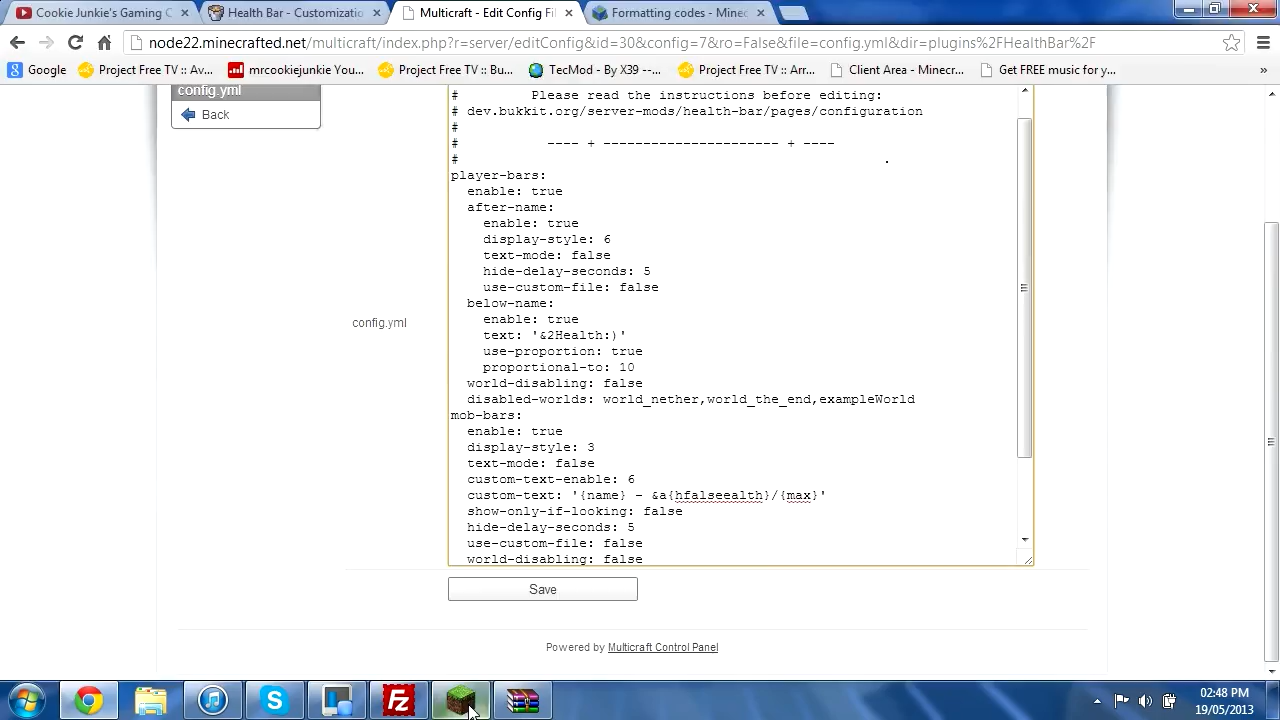 Cookie Junkie's Gaming C
Health Bar - Customizatio
Multicraft - Edit Config Fi
Formatting codes - Minec
node22.minecrafted.net/multicraft/index.php?r=server/editConfig&id=30&config=7&ro=False&file=config.yml&dir=plugins%2FHealthBar%2F
Google
Project Free TV :: Av...
mrcookiejunkie You...
Project Free TV :: Bu...
TecMod - By X39 --...
Project Free TV :: Arr...
Client Area - Minecr...
Get FREE music for y...
»
config.yml
Back
config.yml
# Please read the instructions before editing:
# dev.bukkit.org/server-mods/health-bar/pages/configuration
#
# ---- + ---------------------- + ----
# .
player-bars:
enable: true
after-name:
enable: true
display-style: 6
text-mode: false
hide-delay-seconds: 5
use-custom-file: false
below-name:
enable: true
text: '&2Health:)'
use-proportion: true
proportional-to: 10
world-disabling: false
disabled-worlds: world_nether,world_the_end,exampleWorld
mob-bars:
enable: true
display-style: 3
text-mode: false
custom-text-enable: 6
custom-text: '{name} - &a{hfalseealth}/{max}'
show-only-if-looking: false
hide-delay-seconds: 5
use-custom-file: false
world-disabling: false
Save
Powered by Multicraft Control Panel
02:48 PM
19/05/2013